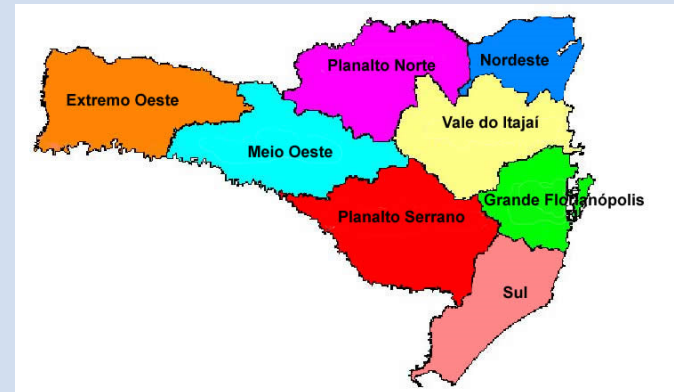 Planalto Norte
Nordeste
Extremo Oeste
Vale do Itajaí
Meio Oeste
Grande Florianópolis
Planalto Serrano
Sul